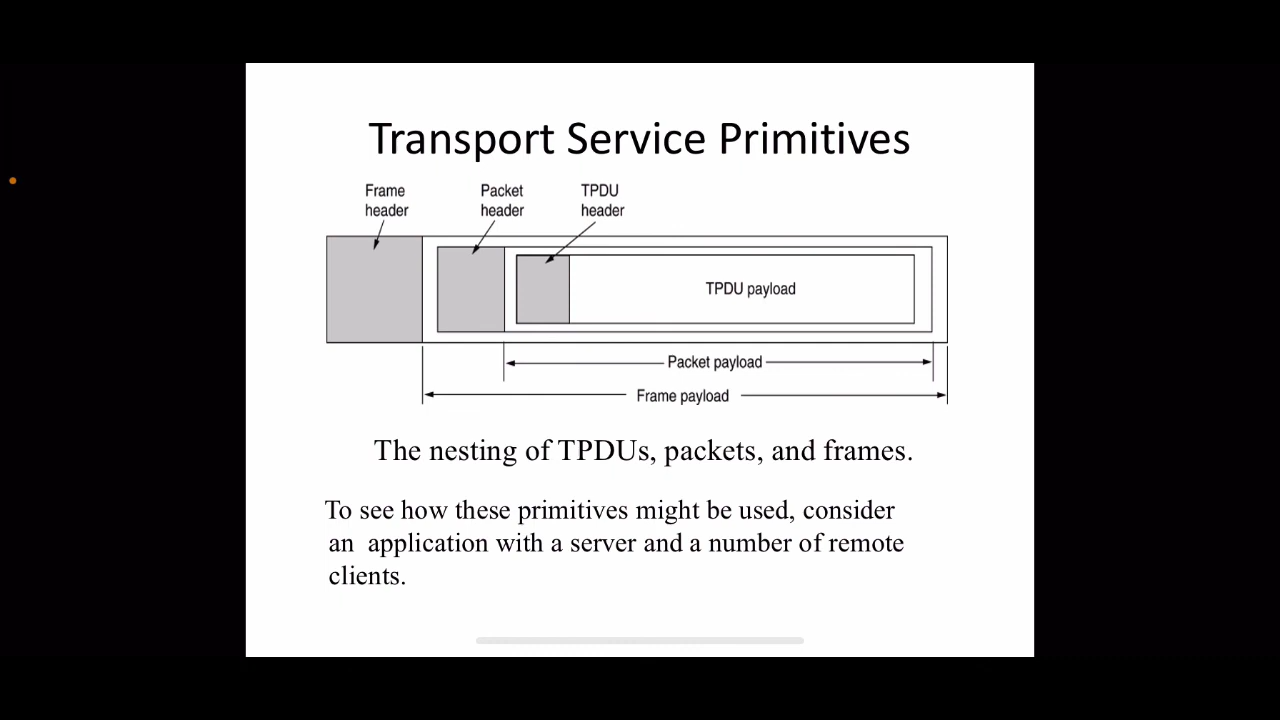 Transport Service Primitives
Frame
header
Packet
header
TPDU
header
TPDU payload
Packet payload
Frame payload
The nesting of TPDUs, packets, and frames.
To see how these primitives might be used, consider
an application with a server and a number of remote
clients.